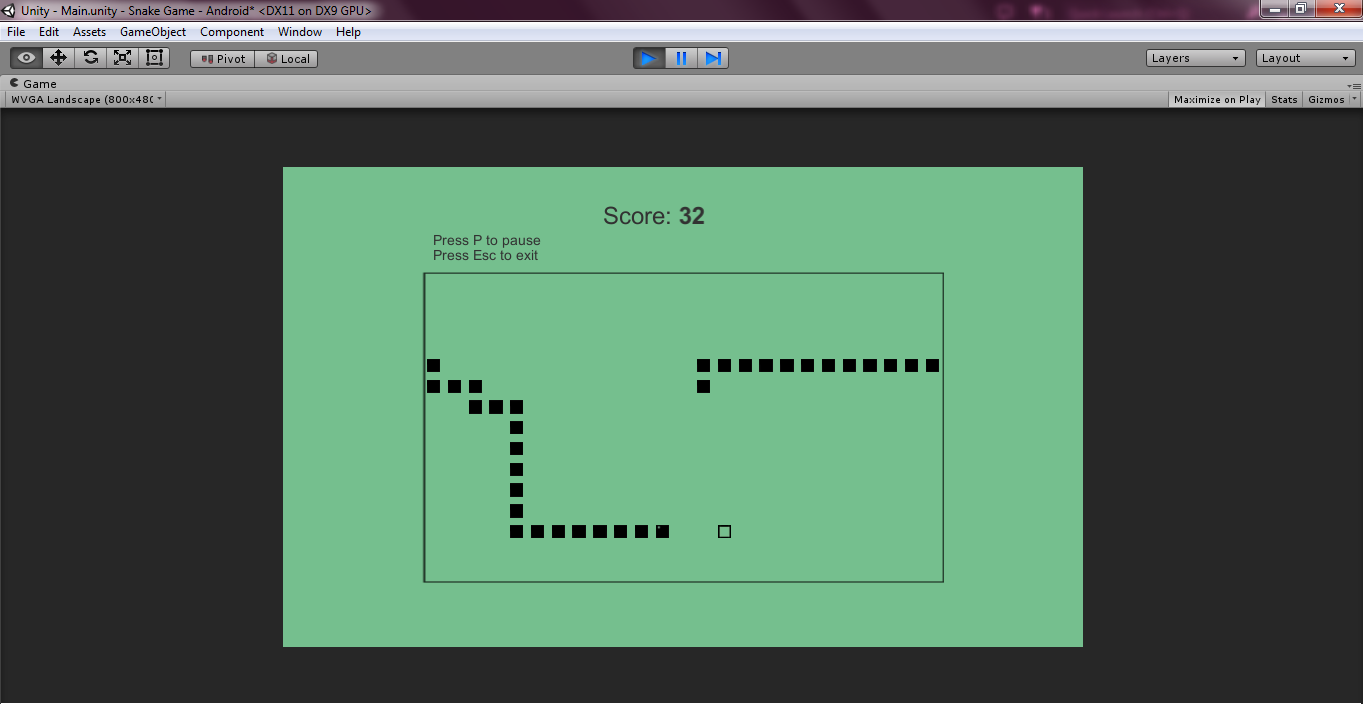 Unity - Main.unity - Snake Game - Android* <DX11 on DX9 GPU>
File Edit Assets GameObject Component Window Help
Pivot Local Layers Layout
Game
WVGA Landscape (800x48( Maximize on Play Stats Gizmos
Score: 32
Press P to pause
Press Esc to exit